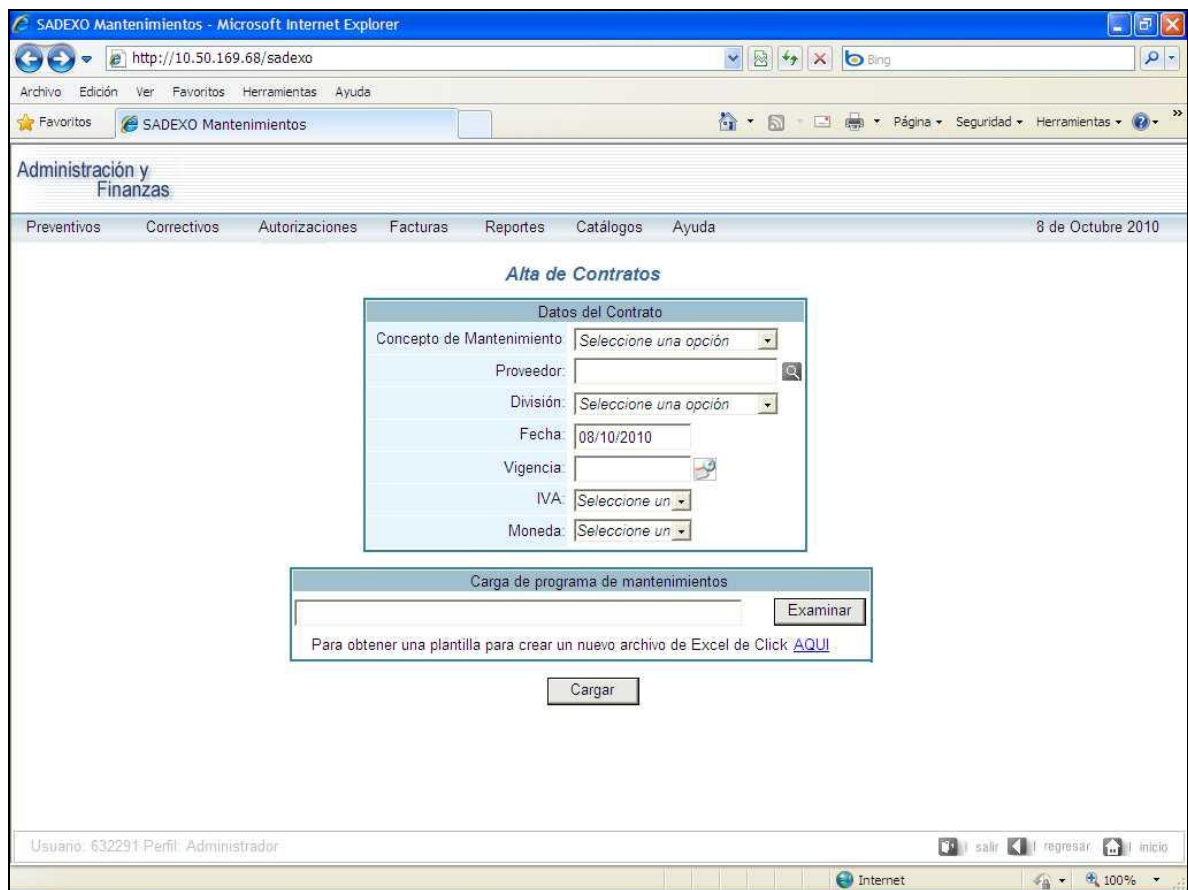 SADEXO Mantenimientos - Microsoft Internet Explorer
http://10.50.169.68/sadexo
Bing
Archivo Edición Ver Favoritos Herramientas Ayuda
Favoritos SADEXO Mantenimientos Página Seguridad Herramientas
Administración y
Finanzas
Preventivos Correctivos Autorizaciones Facturas Reportes Catálogos Ayuda 8 de Octubre 2010
Alta de Contratos
Datos del Contrato
Concepto de Mantenimiento Seleccione una opción
Proveedor:
División: Seleccione una opción
Fecha: 08/10/2010
Vigencia:
IVA: Seleccione un
Moneda: Seleccione un
Carga de programa de mantenimientos
Examinar
Para obtener una plantilla para crear un nuevo archivo de Excel de Click AQUI
Cargar
Usuario: 632291 Perfil: Administrador | salir | regresar | inicio
Internet 100%